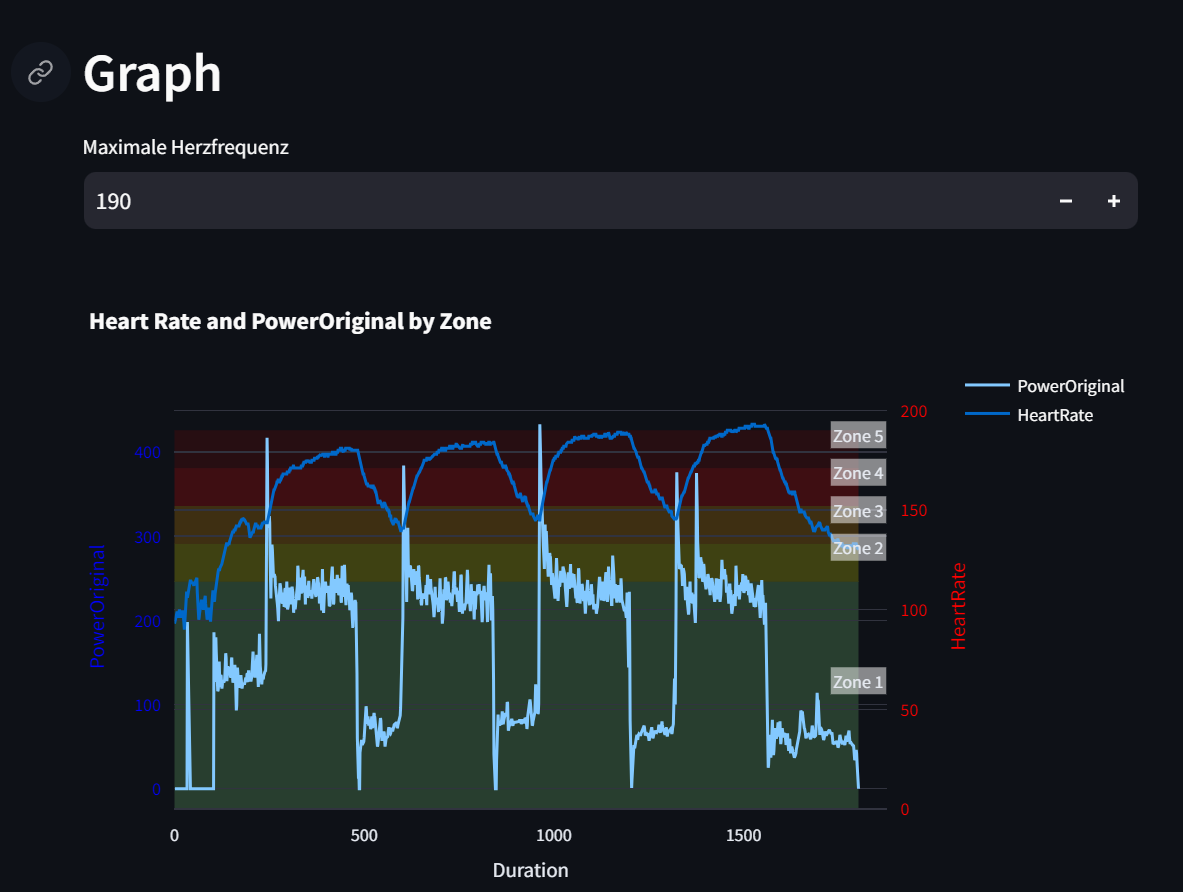 Graph
Maximale Herzfrequenz
190
Heart Rate and PowerOriginal by Zone
PowerOriginal
HeartRate
200
Zone 5
400
Zone 4
Zone 3
150
300
Zone 2
PowerOriginal
HeartRate
100
200
Zone 1
100
50
0
0
0 500 1000 1500
Duration